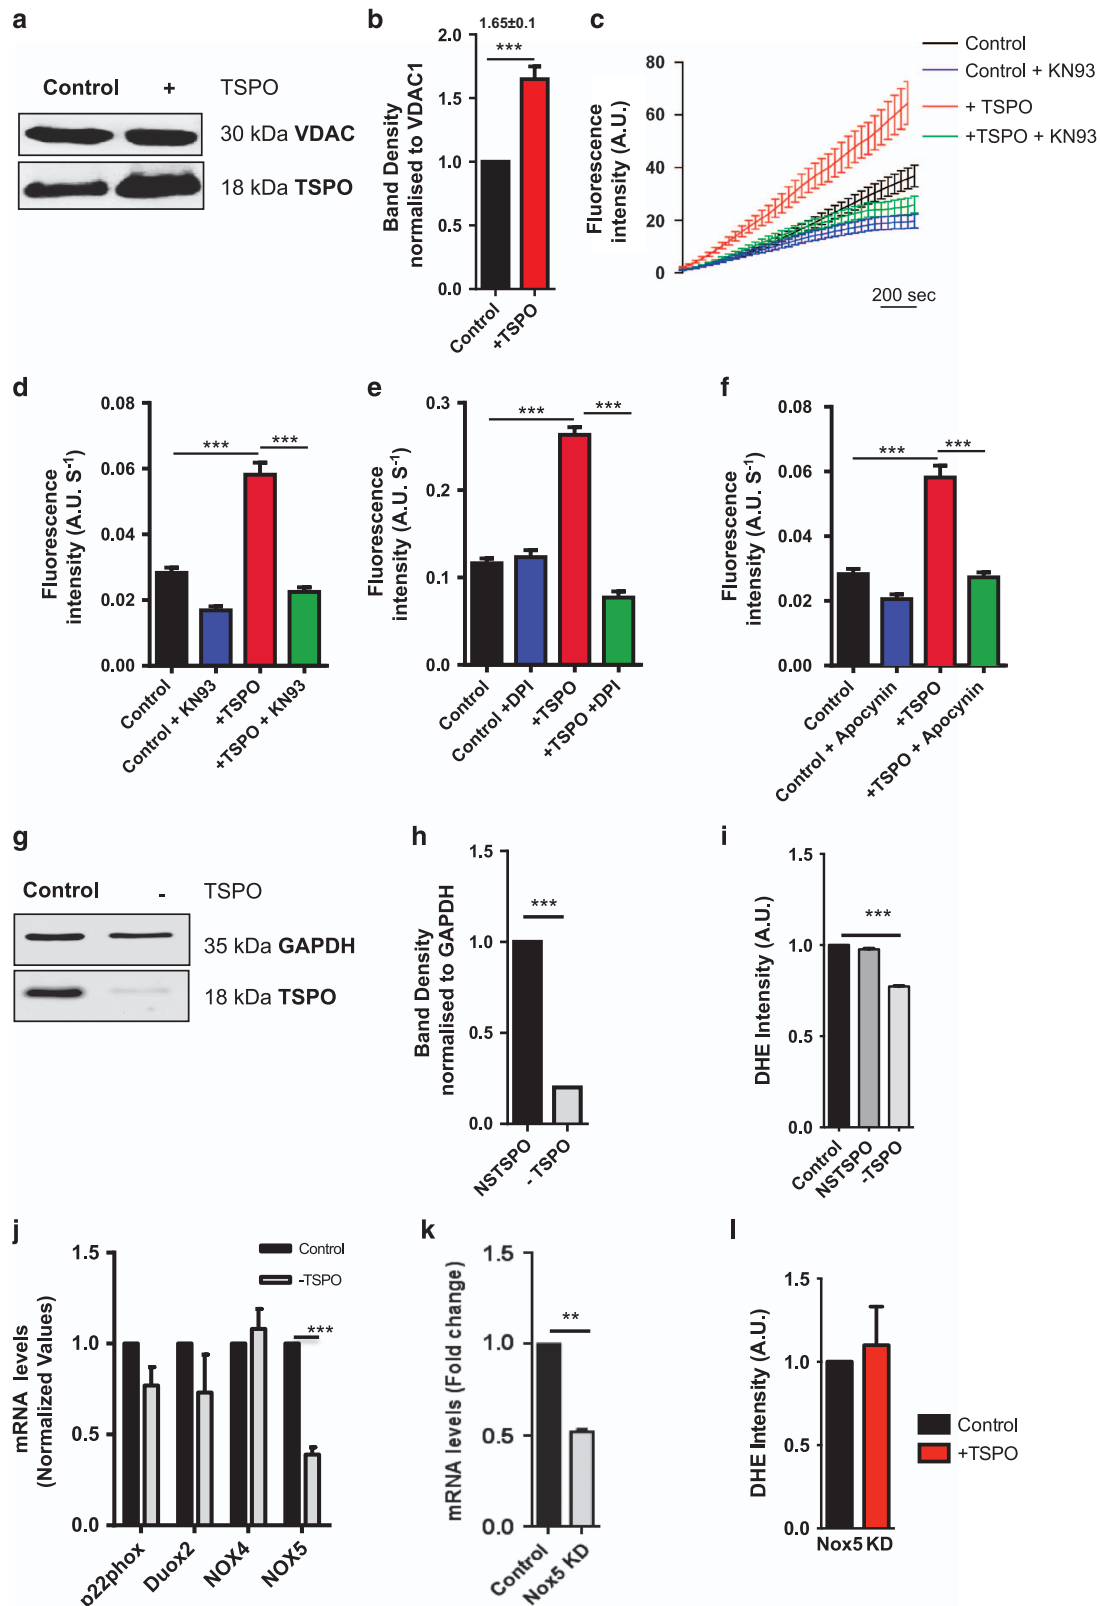 a
Control + TSPO
30 kDa VDAC
18 kDa TSPO
b
1.65±0.1
***
Band Density
normalised to VDAC1
2.0
1.5
1.0
0.5
0.0
Control
+TSPO
c
Fluorescence
intensity (A.U.)
80
60
40
20
0
200 sec
Control
Control + KN93
+ TSPO
+TSPO + KN93
d
Fluorescence
intensity (A.U. S-1)
0.08
0.06
0.04
0.02
0.00
*** ***
Control
Control + KN93
+TSPO
+TSPO + KN93
e
Fluorescence
intensity (A.U. S-1)
0.3
0.2
0.1
0.0
*** ***
Control
Control +DPI
+TSPO
+TSPO +DPI
f
Fluorescence
intensity (A.U. S-1)
0.08
0.06
0.04
0.02
0.00
*** ***
Control
Control + Apocynin
+TSPO
+TSPO + Apocynin
g
Control - TSPO
35 kDa GAPDH
18 kDa TSPO
h
Band Density
normalised to GAPDH
1.5
1.0
0.5
0.0
***
NSTSPO
-TSPO
i
DHE Intensity (A.U.)
1.5
1.0
0.5
0.0
***
Control
NSTSPO
-TSPO
j
mRNA levels
(Normalized Values)
1.5
1.0
0.5
0.0
Control
-TSPO
***
p22phox
Duox2
NOX4
NOX5
k
mRNA levels (Fold change)
1.5
1.0
0.5
0.0
**
Control
Nox5 KD
l
DHE Intensity (A.U.)
1.5
1.0
0.5
0.0
Nox5 KD
Control
+TSPO